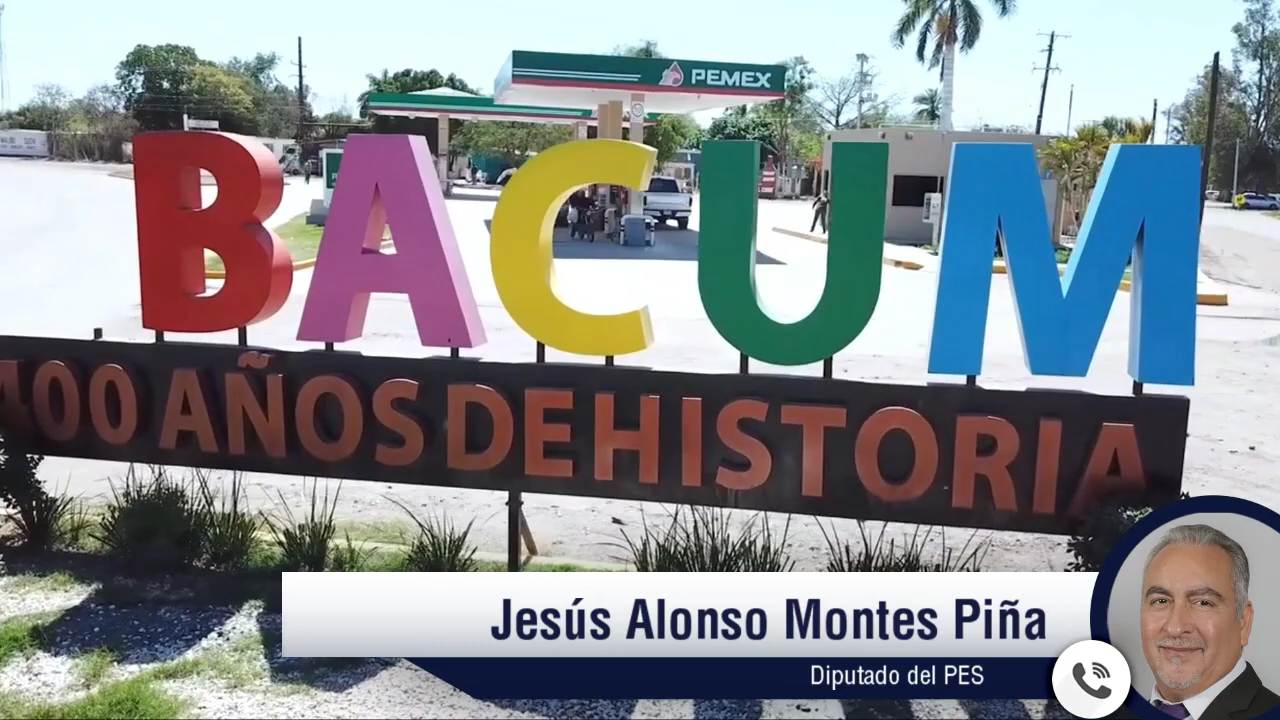 PEMEX
BACUM
400 AÑOS DE HISTORIA
Jesús Alonso Montes Piña
Diputado del PES